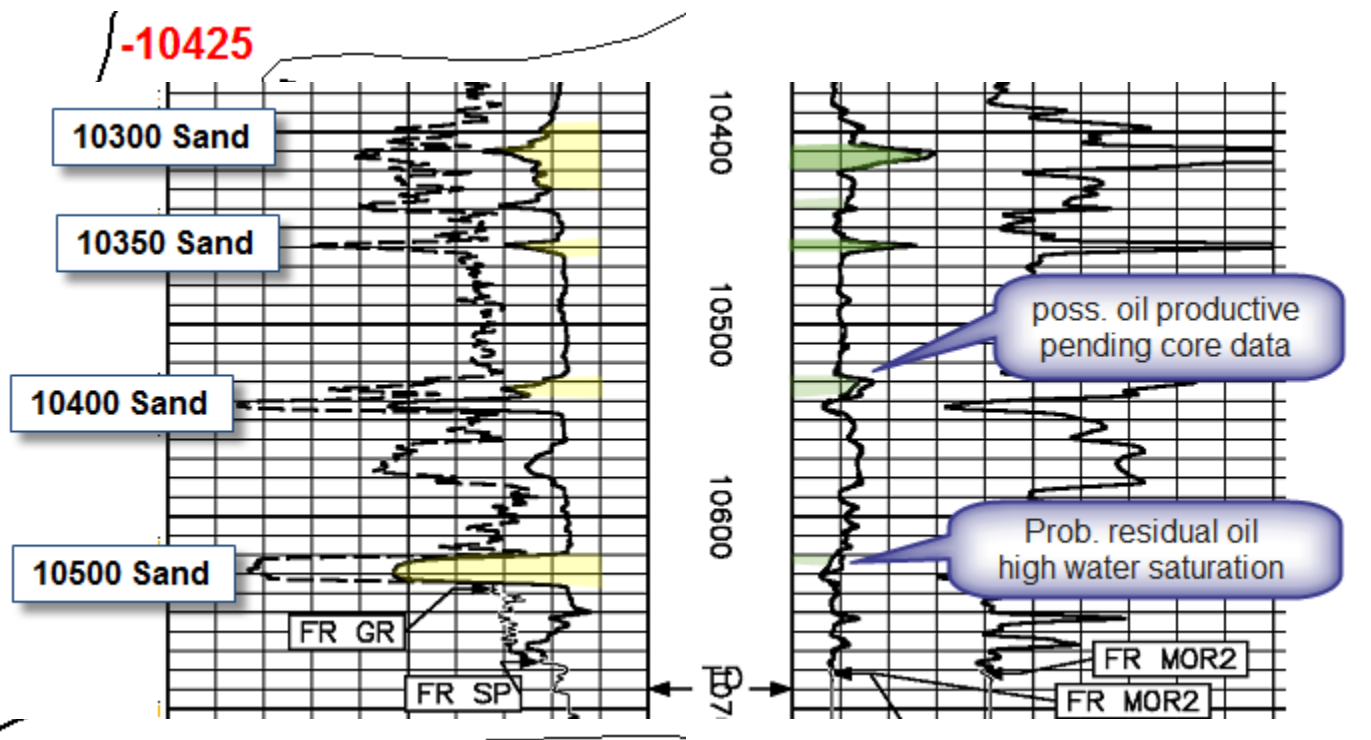 -10425
10300 Sand
10350 Sand
10400 Sand
10500 Sand
FR GR
FR SP
10400
10500
10600
TD
poss. oil productive
pending core data
Prob. residual oil
high water saturation
FR MOR2
FR MOR2